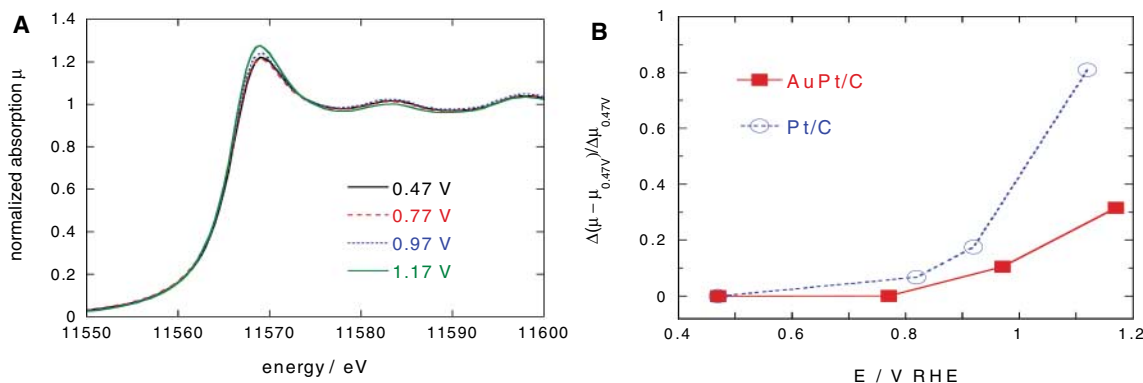 A
normalized absorption μ
1.4
1.2
1
0.8
0.6
0.4
0.2
0
0.47 V
0.77 V
0.97 V
1.17 V
11550 11560 11570 11580 11590 11600
energy / eV
B
Δ(μ − μ0.47V)/Δμ0.47V
0.8
0.6
0.4
0.2
0
AuPt/C
Pt/C
0.4 0.6 0.8 1 1.2
E / V RHE